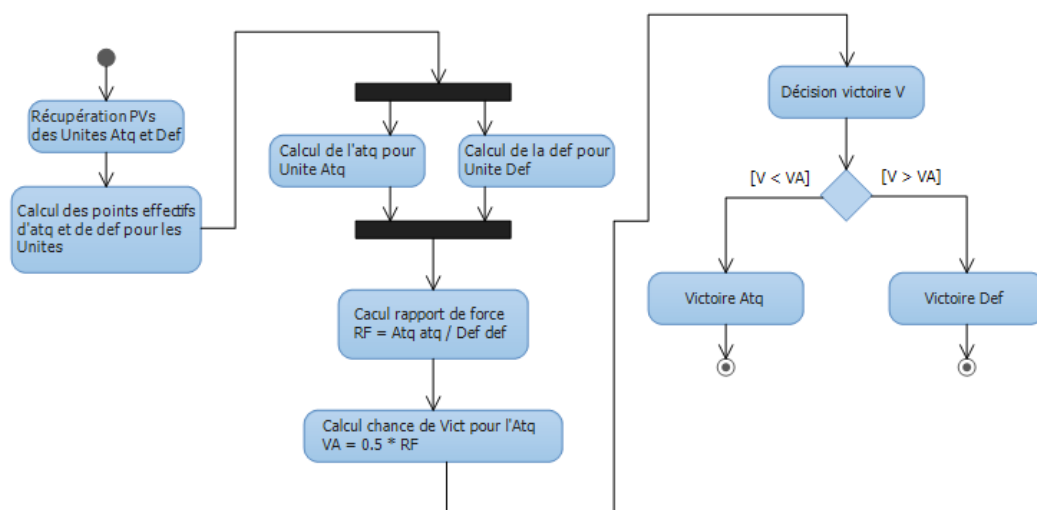 Récupération PVs
des Unites Atq et Def
Calcul des points effectifs
d'atq et de def pour les
Unites
Calcul de l'atq pour
Unite Atq
Calcul de la def pour
Unite Def
Cacul rapport de force
RF = Atq atq / Def def
Calcul chance de Vict pour l'Atq
VA = 0.5 * RF
Décision victoire V
[V < VA]
[V > VA]
Victoire Atq
Victoire Def